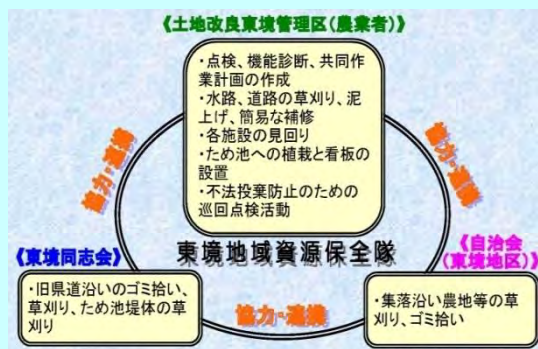 《土地改良東境管理区(農業者)》
・点検、機能診断、共同作
業計画の作成
・水路、道路の草刈り、泥
上げ、簡易な補修
・各施設の見回り
・ため池への植栽と看板の
設置
・不法投棄防止のための
巡回点検活動
協力・連携
協力・連携
東境地域資源保全隊
《東境同志会》
・旧県道沿いのゴミ拾い、
草刈り、ため池堤体の草
刈り
協力・連携
《自治会
(東境地区)》
・集落沿い農地等の草
刈り、ゴミ拾い